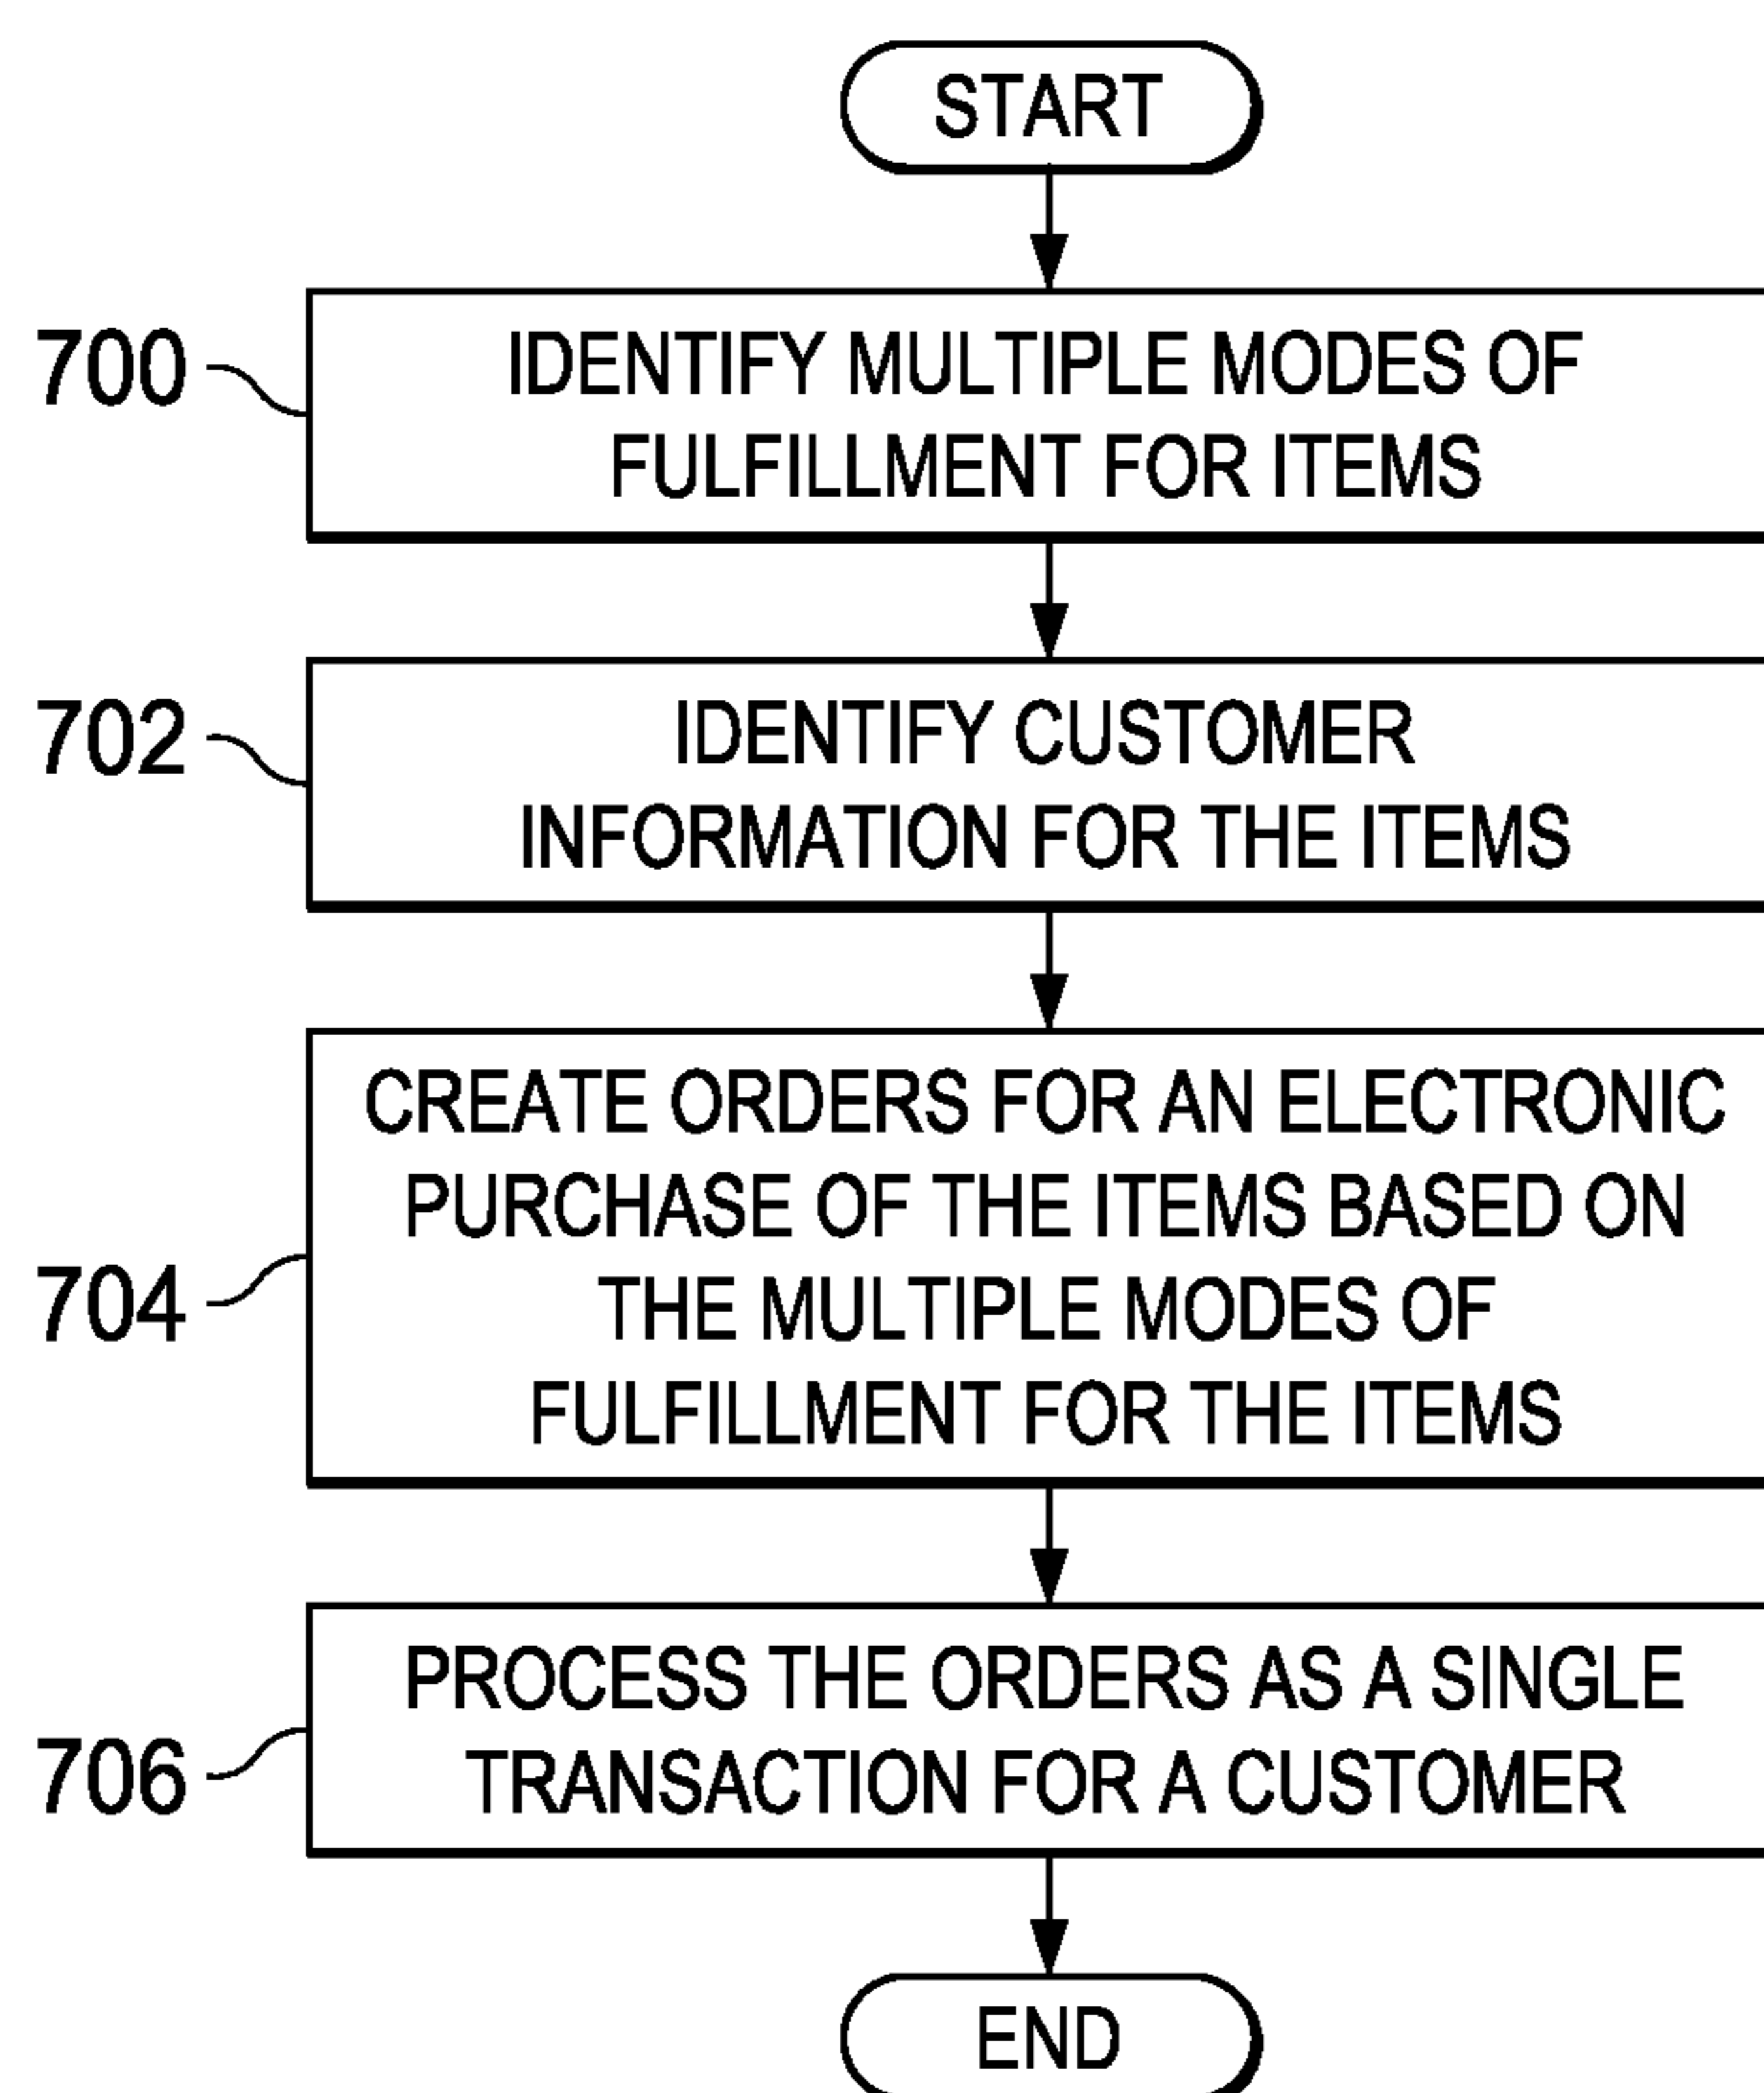 START
700
IDENTIFY MULTIPLE MODES OF
FULFILLMENT FOR ITEMS
702
IDENTIFY CUSTOMER
INFORMATION FOR THE ITEMS
704
CREATE ORDERS FOR AN ELECTRONIC
PURCHASE OF THE ITEMS BASED ON
THE MULTIPLE MODES OF
FULFILLMENT FOR THE ITEMS
706
PROCESS THE ORDERS AS A SINGLE
TRANSACTION FOR A CUSTOMER
END